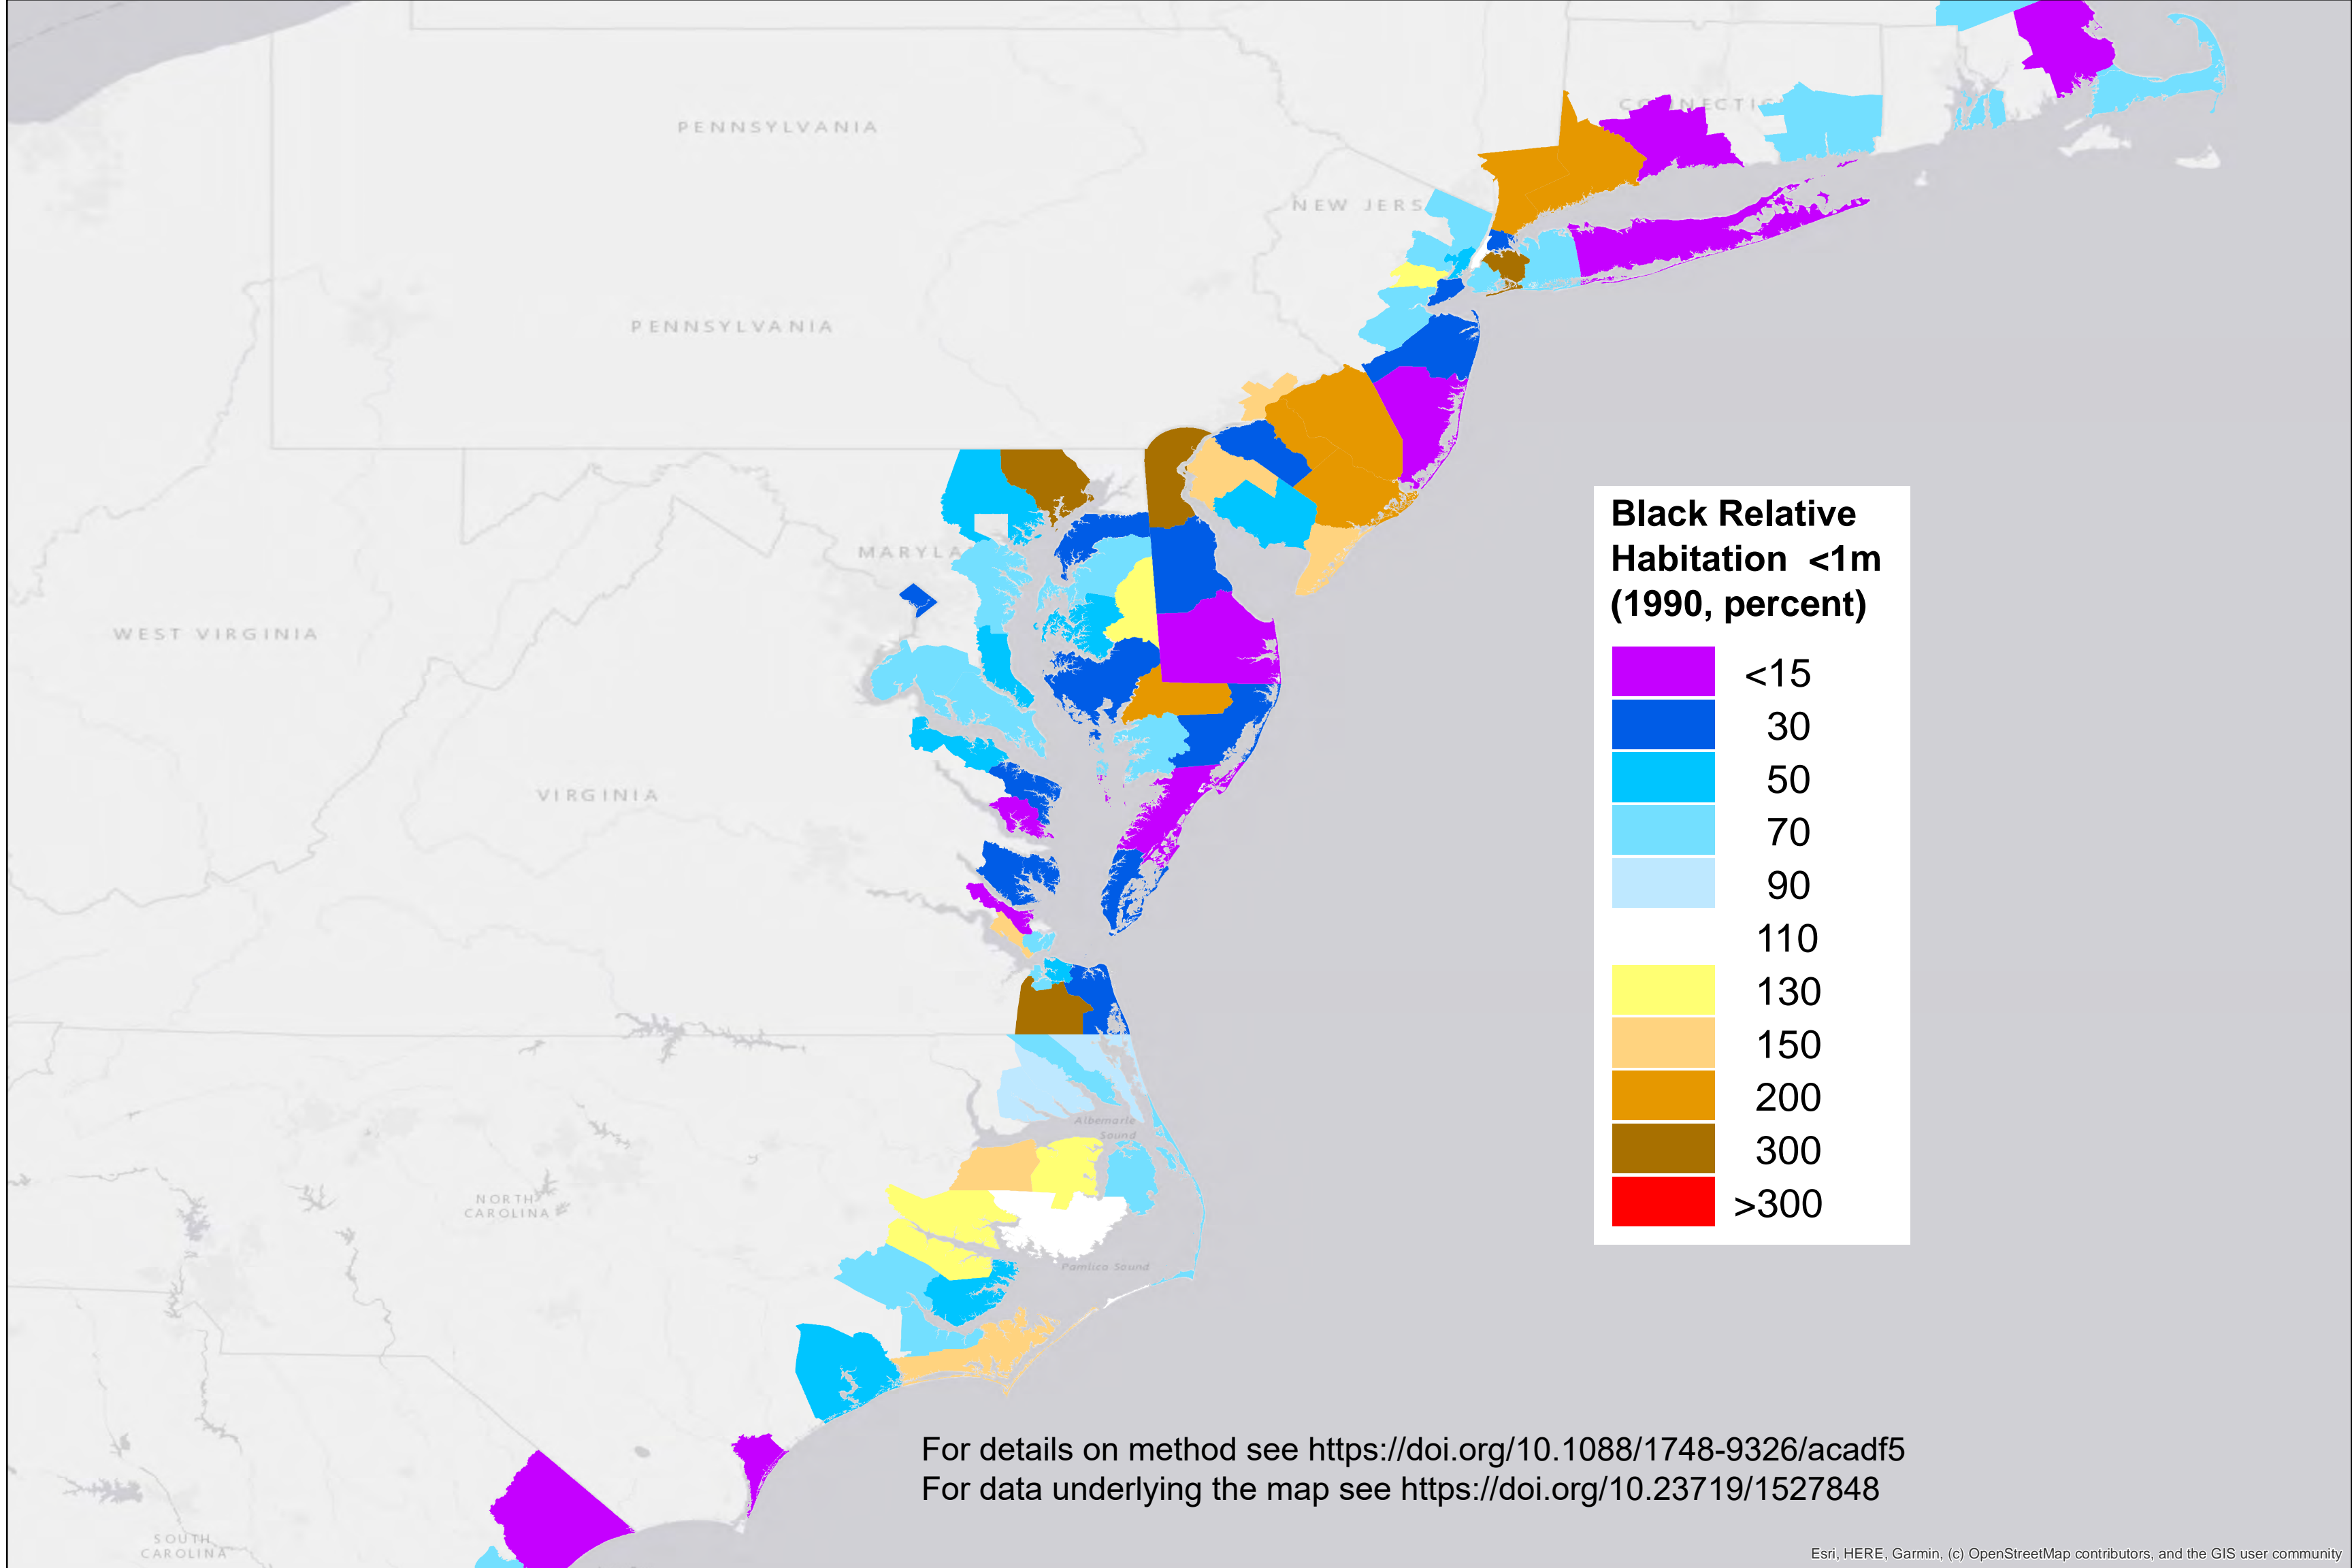 CONNECTIC
PENNSYLVANIA
NEW JERS
PENNSYLVANIA
MARYLA
WEST VIRGINIA
VIRGINIA
Albemarle
Sound
NORTH
CAROLINA
Pamlico Sound
SOUTH
CAROLINA
Black Relative
Habitation <1m
(1990, percent)
<15
30
50
70
90
110
130
150
200
300
>300
For details on method see https://doi.org/10.1088/1748-9326/acadf5
For data underlying the map see https://doi.org/10.23719/1527848
Esri, HERE, Garmin, (c) OpenStreetMap contributors, and the GIS user community